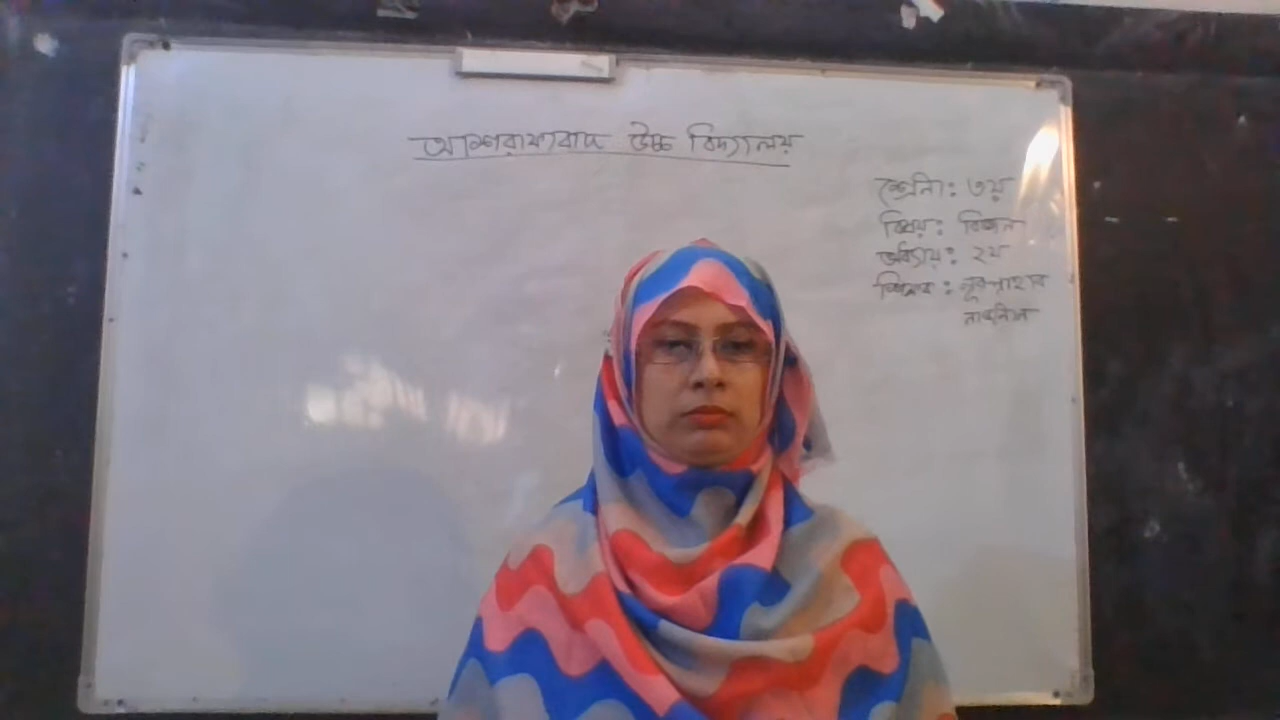 আশরাফাবাদ উচ্চ বিদ্যালয়
শ্রেনী: ৩য়
বিষয়: বিজ্ঞান
অধ্যায়: ২য়
শিক্ষক: নূরুন্নাহার